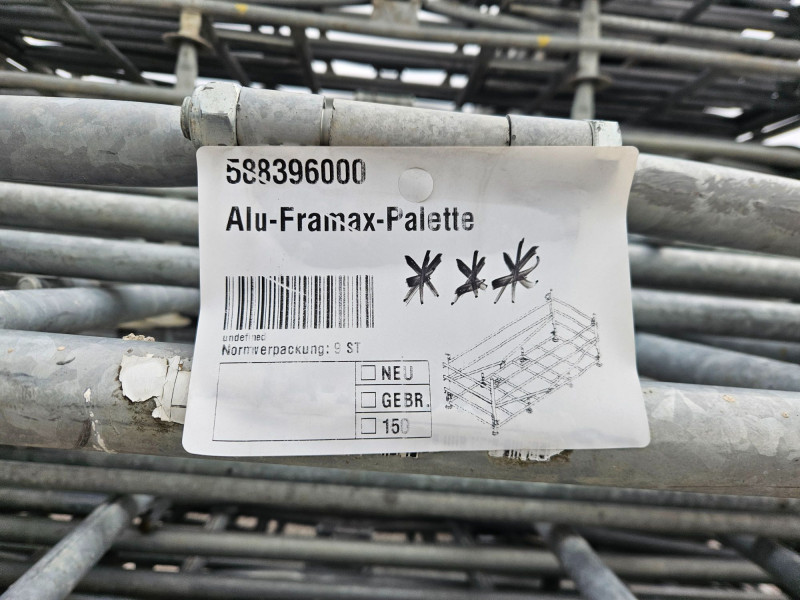 588396000
Alu-Framax-Palette
undefined
Normverpackung: 9 ST
NEU
GEBR.
150